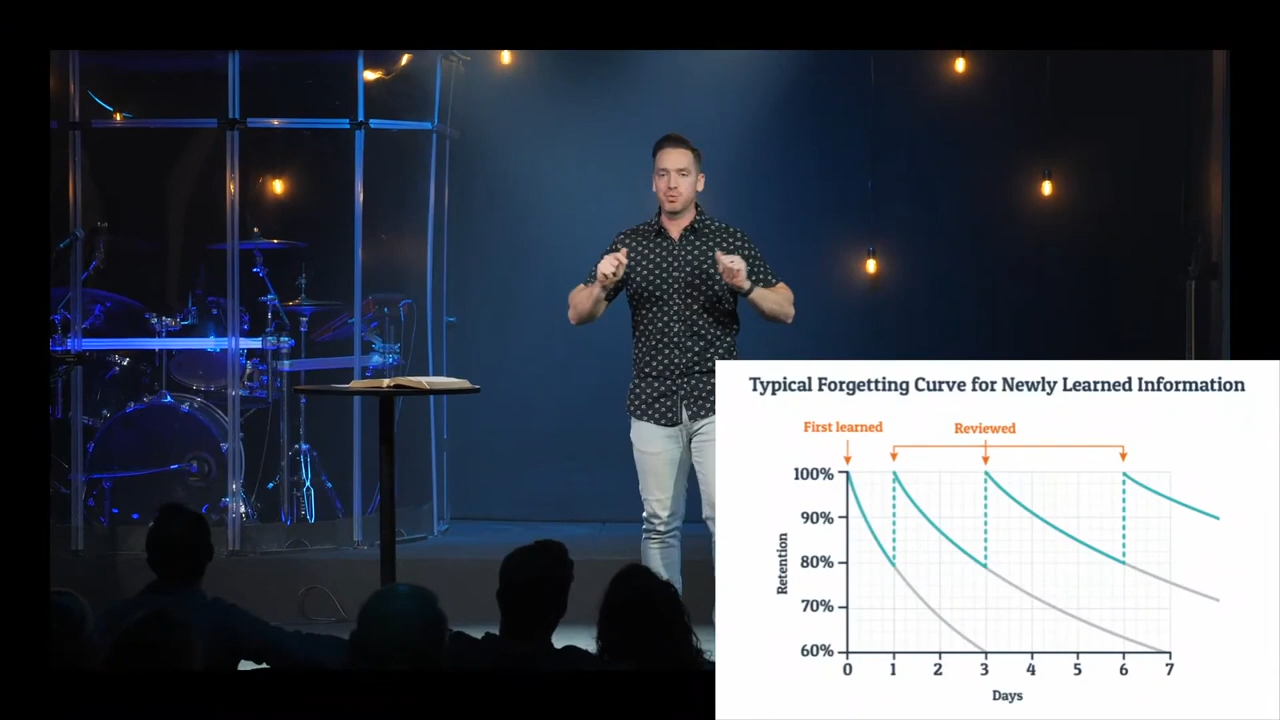 Typical Forgetting Curve for Newly Learned Information
First learned
Reviewed
100%
90%
80%
70%
60%
Retention
0 1 2 3 4 5 6 7
Days